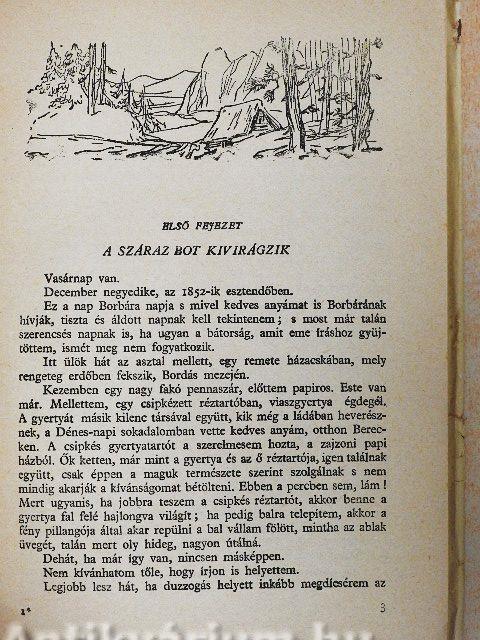 ELSŐ FEJEZET
A SZÁRAZ BOT KIVIRÁGZIK
Vasárnap van.
December negyedike, az 1852-ik esztendőben.
Ez a nap Borbára napja s mivel kedves anyámat is Borbárának
hívják, tiszta és áldott napnak kell tekintenem ; s most már talán
szerencsés napnak is, ha ugyan a bátorság, amit eme íráshoz gyüj-
töttem, ismét meg nem fogyatkozik.
Itt ülök hát az asztal mellett, egy remete házacskában, mely
rengeteg erdőben fekszik, Bordás mezején.
Kezemben egy nagy fakó pennaszár, előttem papiros. Este van
már. Mellettem, egy csipkézett réztartóban, viaszgyertya égdegél.
A gyertyát másik kilenc társával együtt, kik még a ládában heverész-
nek, a Dénes-napi sokadalomban vette kedves anyám, otthon Berec-
ken. A csipkés gyertyatartót a szerelmesem hozta, a zajzoni papi
házból. Ők ketten, már mint a gyertya és az ő réztartója, igen találnak
együtt, csak éppen a maguk természete szerint szolgálnak s nem
mindig akarják a kívánságomat bétölteni. Ebben a percben sem, lám !
Mert ugyanis, ha jobbra teszem a csipkés réztartót, akkor benne a
gyertya fal felé hajlongva világít ; ha pedig balra telepítem, akkor a
fény pillangója által akar repülni a bal vállam fölött, mintha az ablak
üvegét, talán mert oly hideg, nagyon útálná.
Dehát, ha már így van, nincsen másképpen.
Nem kívánhatom tőle, hogy írjon is helyettem.
Legjobb lesz hát, ha duzzogás helyett inkább megdícsérem az
1*
3
Antikvárium.hu